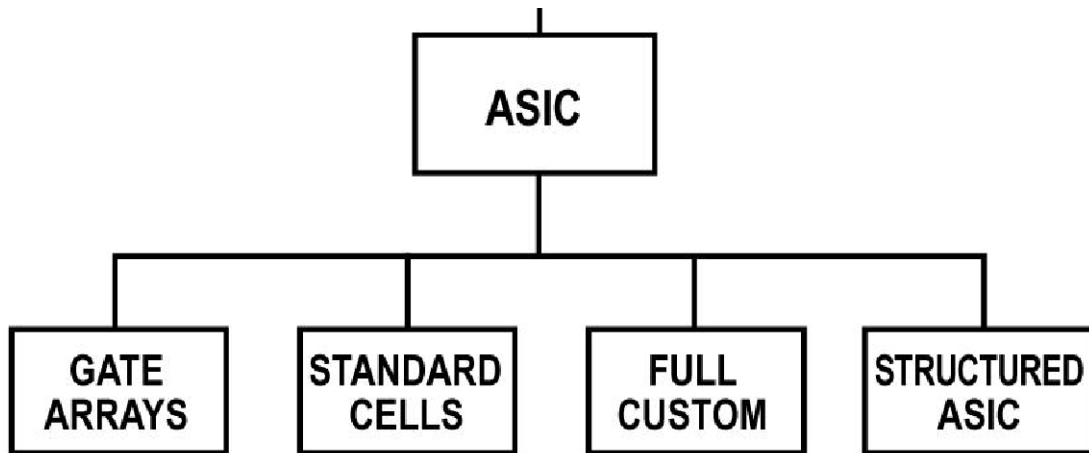 ASIC
GATE
ARRAYS
STANDARD
CELLS
FULL
CUSTOM
STRUCTURED
ASIC